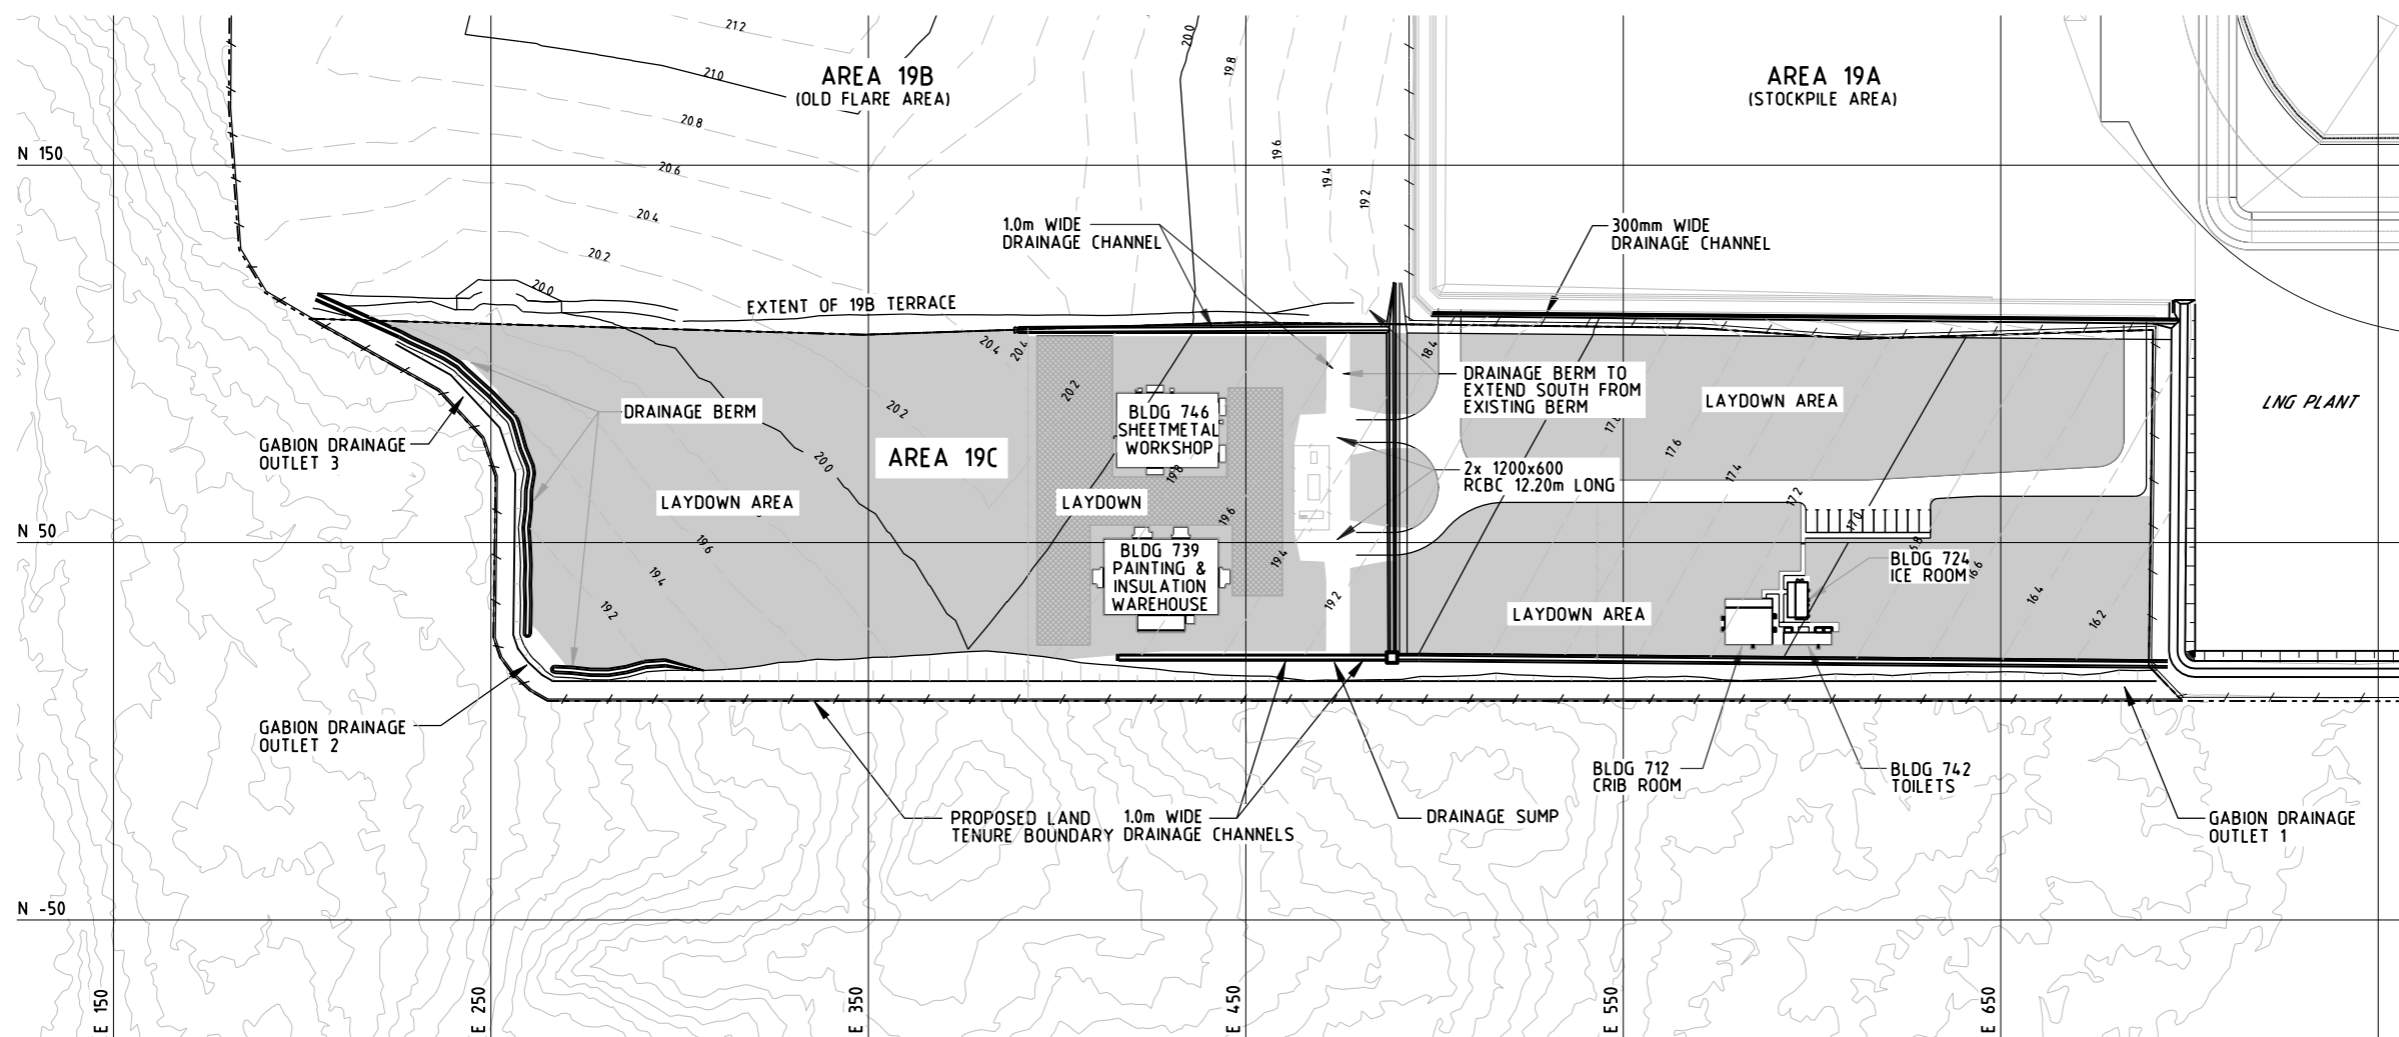 21.2
20.0
19.8
21.0
AREA 19B
(OLD FLARE AREA)
AREA 19A
(STOCKPILE AREA)
20.8
N 150
19.6
20.6
19.4
19.2
20.4
1.0m WIDE
DRAINAGE CHANNEL
300mm WIDE
DRAINAGE CHANNEL
20.2
20.0
EXTENT OF 19B TERRACE
20.4
20.4
18.4
20.2
DRAINAGE BERM TO
EXTEND SOUTH FROM
EXISTING BERM
LAYDOWN AREA
LNG PLANT
DRAINAGE BERM
20.2
BLDG 746
SHEETMETAL
WORKSHOP
GABION DRAINAGE
OUTLET 3
AREA 19C
20.0
17.6
17.4
19.8
2x 1200x600
RCBC 12.20m LONG
17.2
LAYDOWN AREA
LAYDOWN
19.6
17.0
N 50
19.6
19.4
BLDG 739
PAINTING &
INSULATION
WAREHOUSE
19.4
BLDG 724
ICE ROOM
16.4
19.2
19.2
LAYDOWN AREA
16.2
GABION DRAINAGE
OUTLET 2
BLDG 712
CRIB ROOM
BLDG 742
TOILETS
PROPOSED LAND
TENURE BOUNDARY
1.0m WIDE
DRAINAGE CHANNELS
DRAINAGE SUMP
GABION DRAINAGE
OUTLET 1
N -50
E 150
E 250
E 350
E 450
E 550
E 650